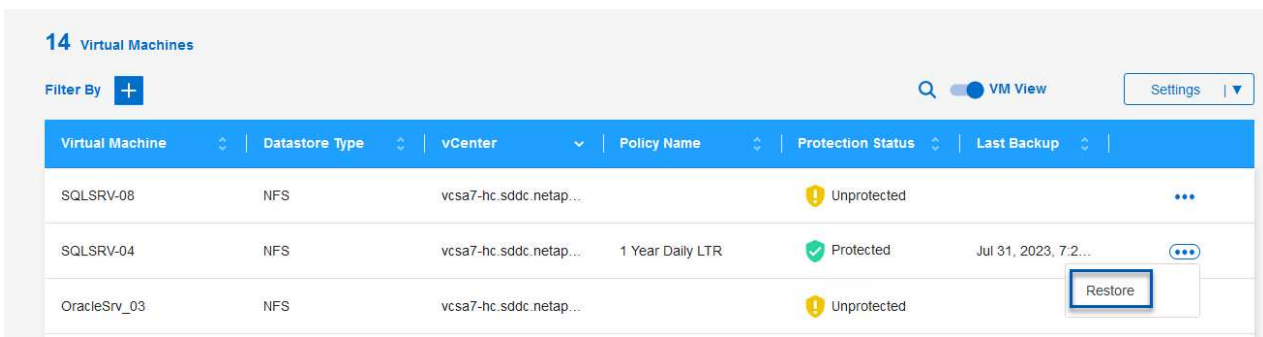 14 Virtual Machines
Filter By +
VM View
Settings | ▼
Virtual Machine Datastore Type vCenter Policy Name Protection Status Last Backup
SQLSRV-08 NFS vcsa7-hc.sddc.netap... Unprotected •••
SQLSRV-04 NFS vcsa7-hc.sddc.netap... 1 Year Daily LTR Protected Jul 31, 2023, 7:2... •••
Restore
OracleSrv_03 NFS vcsa7-hc.sddc.netap... Unprotected